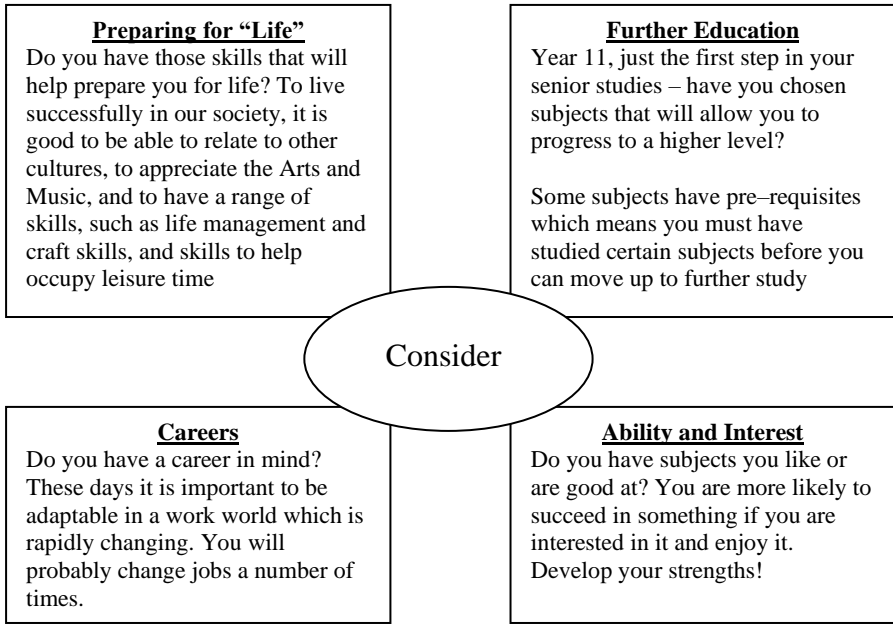 Preparing for “Life”
Do you have those skills that will
help prepare you for life? To live
successfully in our society, it is
good to be able to relate to other
cultures, to appreciate the Arts and
Music, and to have a range of
skills, such as life management and
craft skills, and skills to help
occupy leisure time
Further Education
Year 11, just the first step in your
senior studies – have you chosen
subjects that will allow you to
progress to a higher level?
Some subjects have pre–requisites
which means you must have
studied certain subjects before you
can move up to further study
Consider
Careers
Do you have a career in mind?
These days it is important to be
adaptable in a work world which is
rapidly changing. You will
probably change jobs a number of
times.
Ability and Interest
Do you have subjects you like or
are good at? You are more likely to
succeed in something if you are
interested in it and enjoy it.
Develop your strengths!